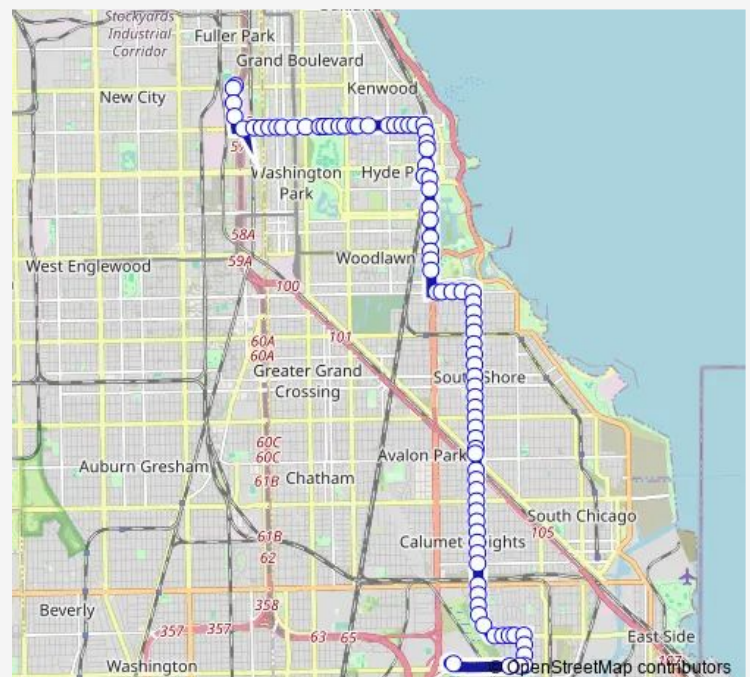 Stockyards
Industrial
Corridor
Fuller Park
Grand Boulevard
Kenwood
New City
57
Washington
Park
Hyde P
58A
West Englewood
59A
Woodlawn
100
101
60A
60A
Greater Grand
Crossing
South Shore
60C
60C
Avalon Park
Auburn Gresham
61B
Chatham
South Chicago
105
61B
Calumet Heights
62
Beverly
358
357
357
63
65
East Side
Washington
© OpenStreetMap contributors